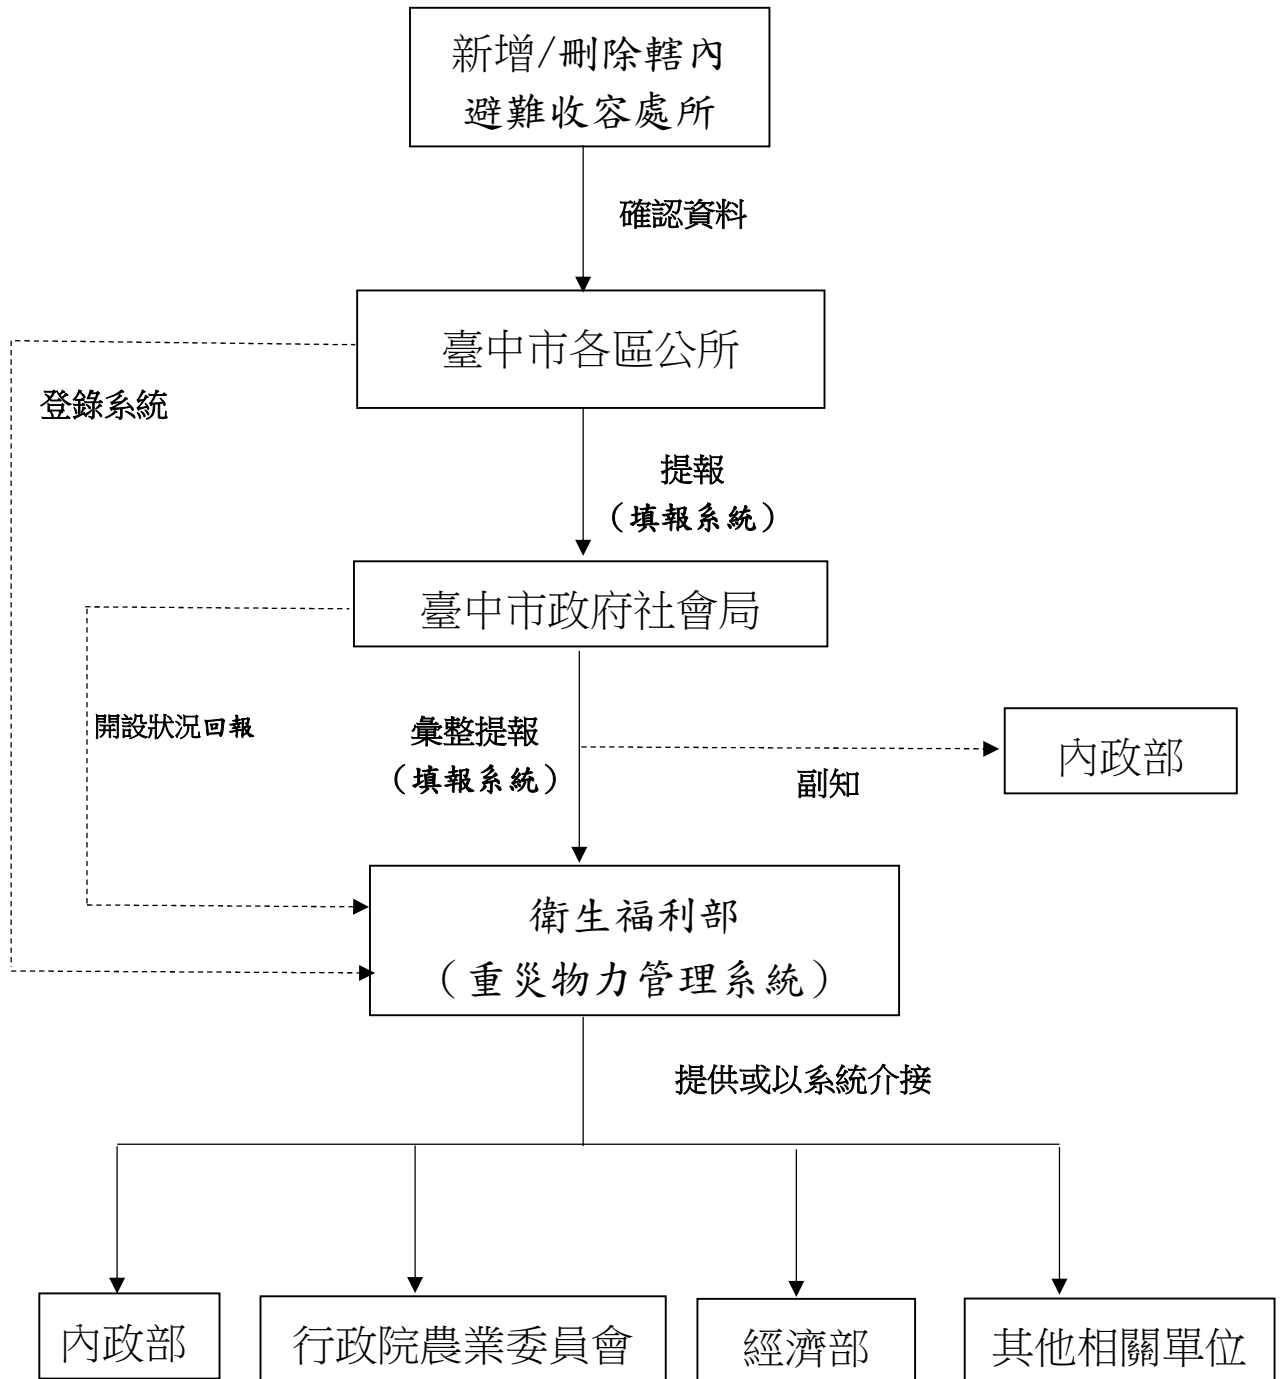 新增/刪除轄內
避難收容處所
確認資料
臺中市各區公所
登錄系統
提報
（填報系統）
臺中市政府社會局
開設狀況回報
彙整提報
（填報系統）
副知
內政部
衛生福利部
（重災物力管理系統）
提供或以系統介接
內政部
行政院農業委員會
經濟部
其他相關單位